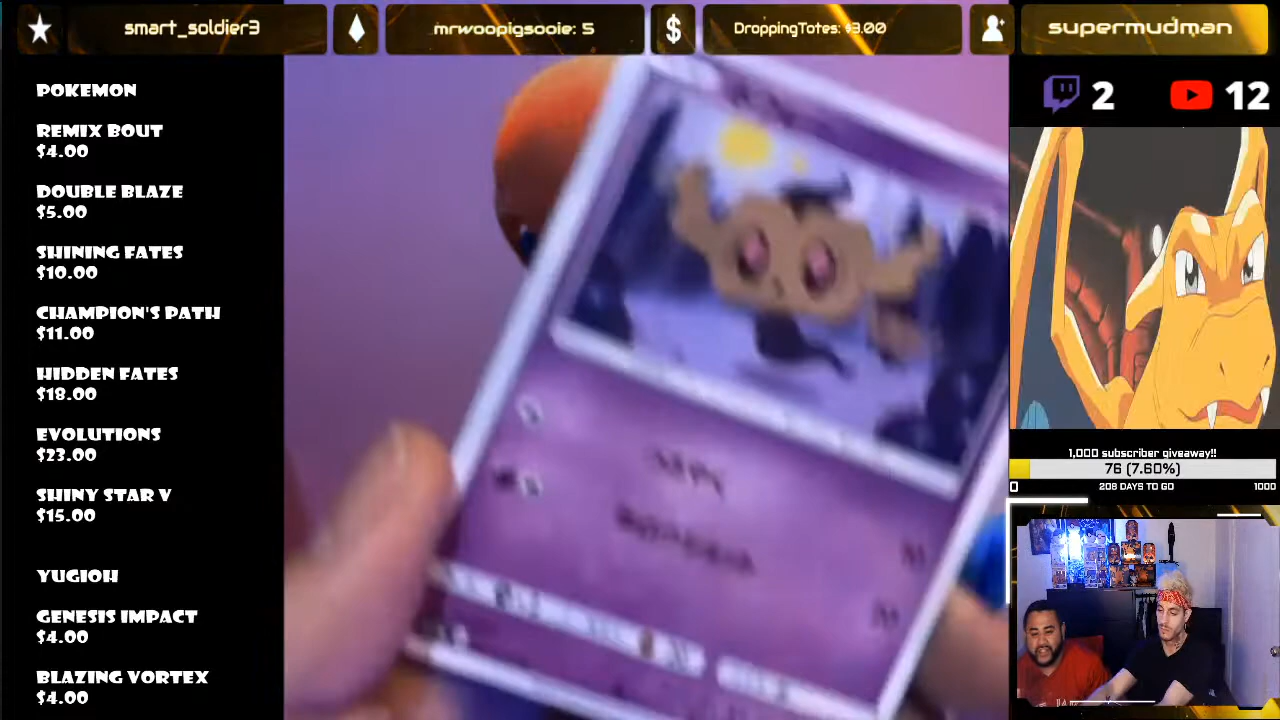 smart_soldier3
mrwoopigsooie: 5
$
DroppingTotes: $3.00
supermudman
2
12
POKEMON
REMIX BOUT
$4.00
DOUBLE BLAZE
$5.00
SHINING FATES
$10.00
CHAMPION'S PATH
$11.00
HIDDEN FATES
$18.00
EVOLUTIONS
$23.00
SHINY STAR V
$15.00
YUGIOH
GENESIS IMPACT
$4.00
BLAZING VORTEX
$4.00
1,000 subscriber giveaway!!
76 (7.60%)
0 208 DAYS TO GO 1000